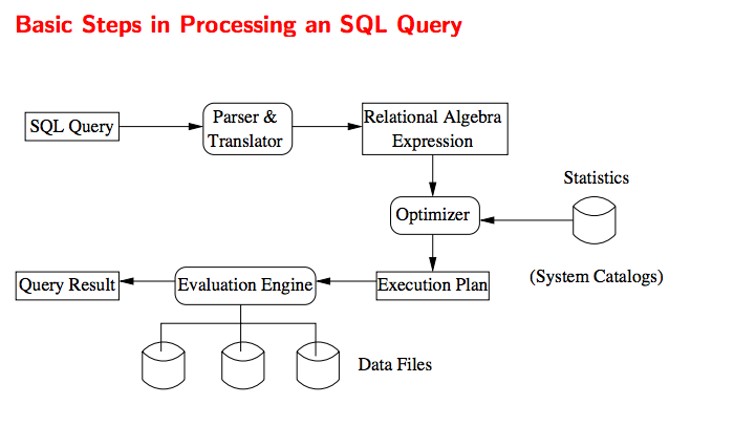 Basic Steps in Processing an SQL Query
SQL Query
Parser &
Translator
Relational Algebra
Expression
Statistics
Optimizer
(System Catalogs)
Query Result
Evaluation Engine
Execution Plan
Data Files